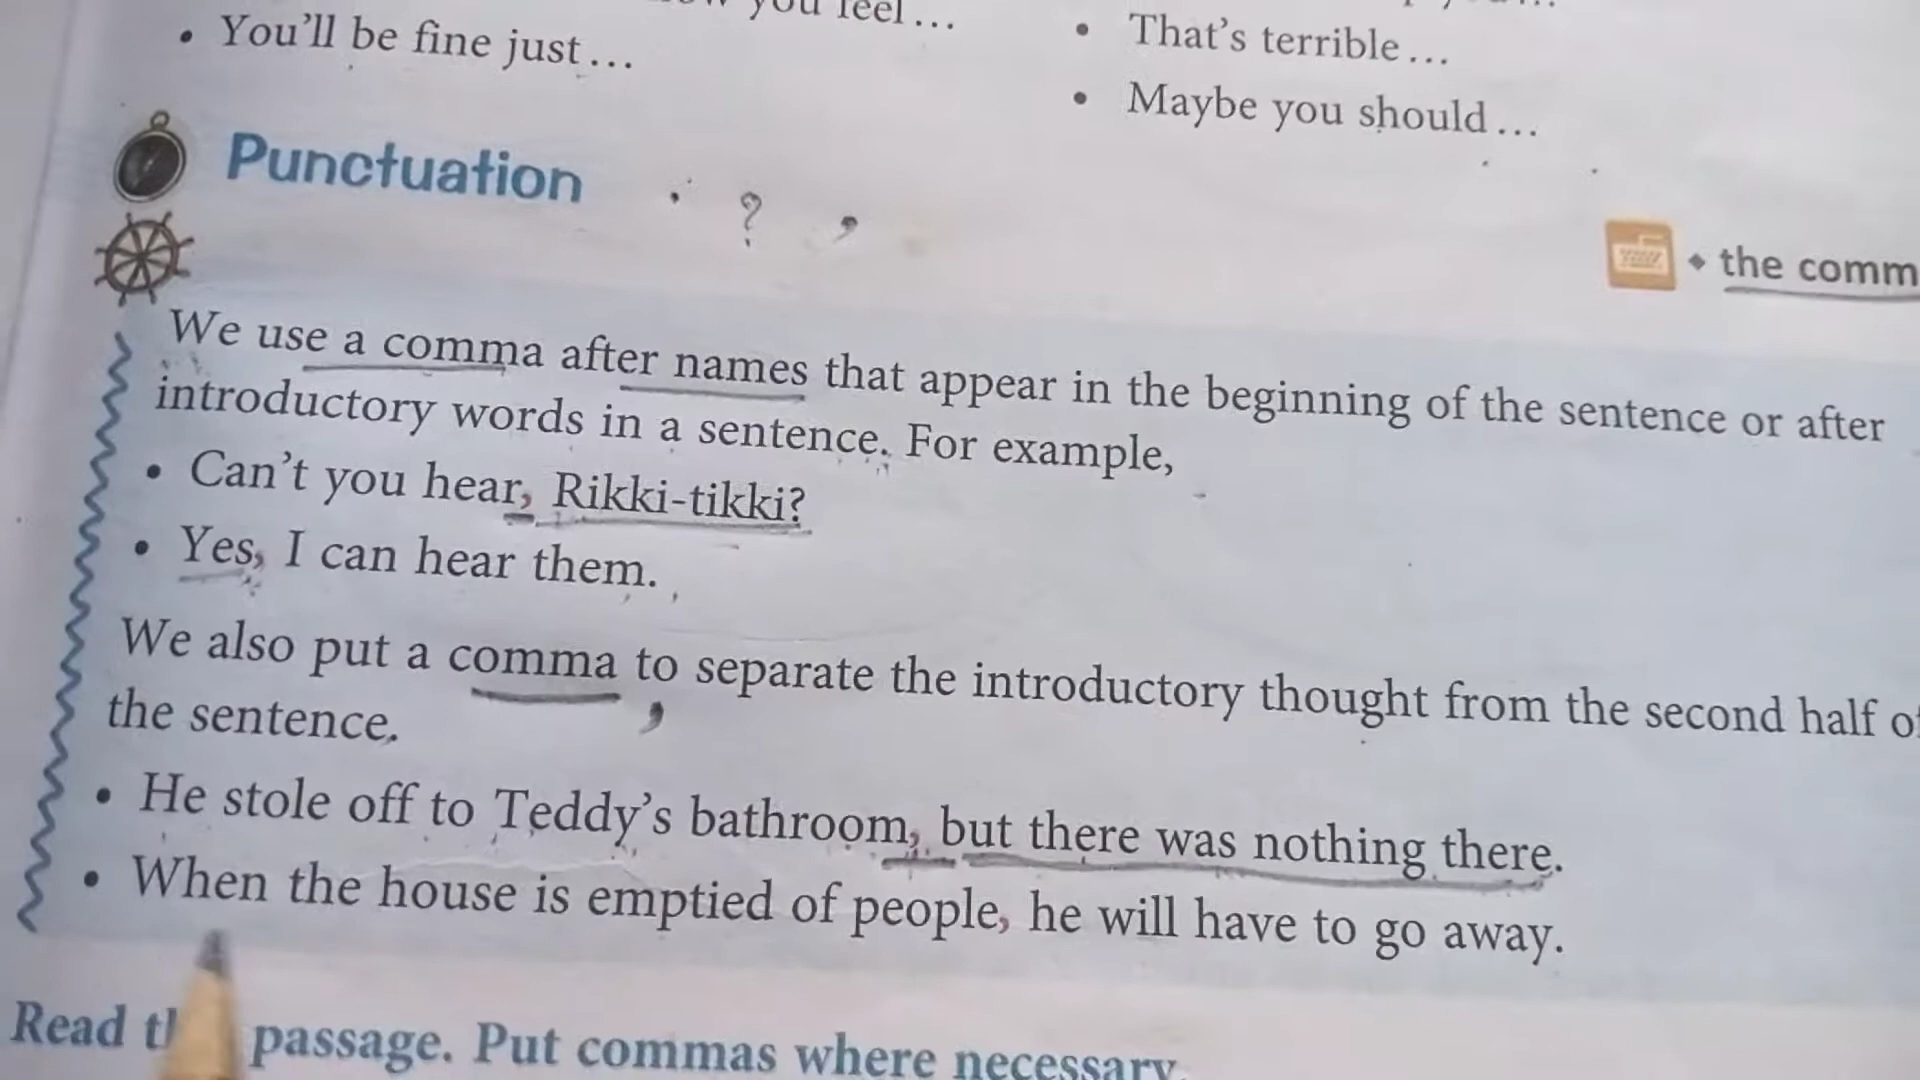 you feel...
• You'll be fine just...
• That's terrible...
• Maybe you should...
Punctuation . ? ,
• the comm
We use a comma after names that appear in the beginning of the sentence or after
introductory words in a sentence. For example,
• Can't you hear, Rikki-tikki?
• Yes, I can hear them.
We also put a comma to separate the introductory thought from the second half of
the sentence.
,
• He stole off to Teddy's bathroom, but there was nothing there.
• When the house is emptied of people, he will have to go away.
Read passage. Put commas where necessary.